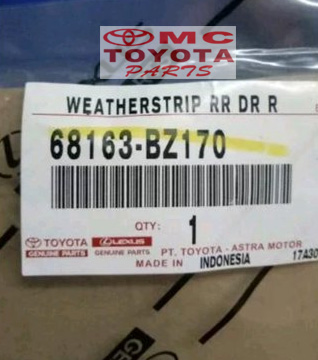 MC
TOYOTA
PARTS
WEATHERSTRIP RR DR R
68163-BZ170
QTY: 1
TOYOTA LEXUS
GENUINE PARTS GENUINE PARTS
PT. TOYOTA - ASTRA MOTOR
MADE IN INDONESIA 17A30